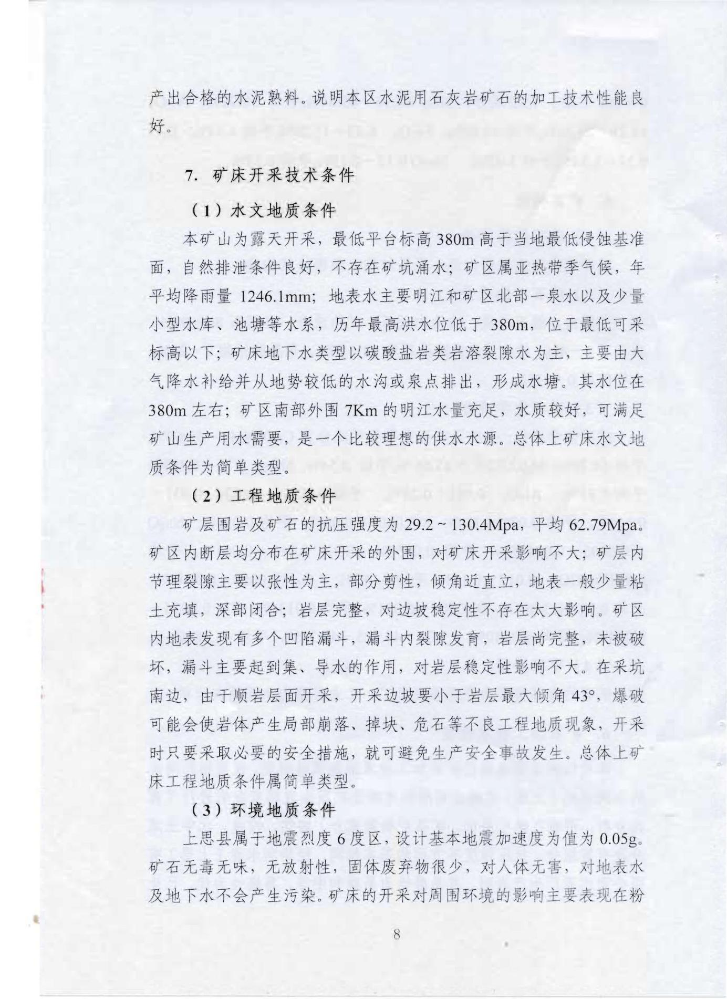 产出合格的水泥熟料。说明本区水泥用石灰岩矿石的加工技术性能良
好。
7. 矿床开采技术条件
（1）水文地质条件
本矿山为露天开采，最低平台标高 380m 高于当地最低侵蚀基准
面，自然排泄条件良好，不存在矿坑涌水；矿区属亚热带季气候，年
平均降雨量 1246.1mm；地表水主要明江和矿区北部一泉水以及少量
小型水库、池塘等水系，历年最高洪水位低于 380m，位于最低可采
标高以下；矿床地下水类型以碳酸盐岩类岩溶裂隙水为主，主要由大
气降水补给并从地势较低的水沟或泉点排出，形成水塘。其水位在
380m 左右；矿区南部外围 7Km 的明江水量充足，水质较好，可满足
矿山生产用水需要，是一个比较理想的供水水源。总体上矿床水文地
质条件为简单类型。
（2）工程地质条件
矿层围岩及矿石的抗压强度为 29.2~130.4Mpa，平均 62.79Mpa。
矿区内断层均分布在矿床开采的外围，对矿床开采影响不大；矿层内
节理裂隙主要以张性为主，部分剪性，倾角近直立，地表一般少量粘
土充填，深部闭合；岩层完整，对边坡稳定性不存在太大影响。矿区
内地表发现有多个凹陷漏斗，漏斗内裂隙发育，岩层尚完整，未被破
坏，漏斗主要起到集、导水的作用，对岩层稳定性影响不大。在采坑
南边，由于顺岩层面开采，开采边坡要小于岩层最大倾角 43°，爆破
可能会使岩体产生局部崩落、掉块、危石等不良工程地质现象，开采
时只要采取必要的安全措施，就可避免生产安全事故发生。总体上矿
床工程地质条件属简单类型。
（3）环境地质条件
上思县属于地震烈度 6 度区，设计基本地震加速度为值为 0.05g。
矿石无毒无味，无放射性，固体废弃物很少，对人体无害，对地表水
及地下水不会产生污染。矿床的开采对周围环境的影响主要表现在粉
8